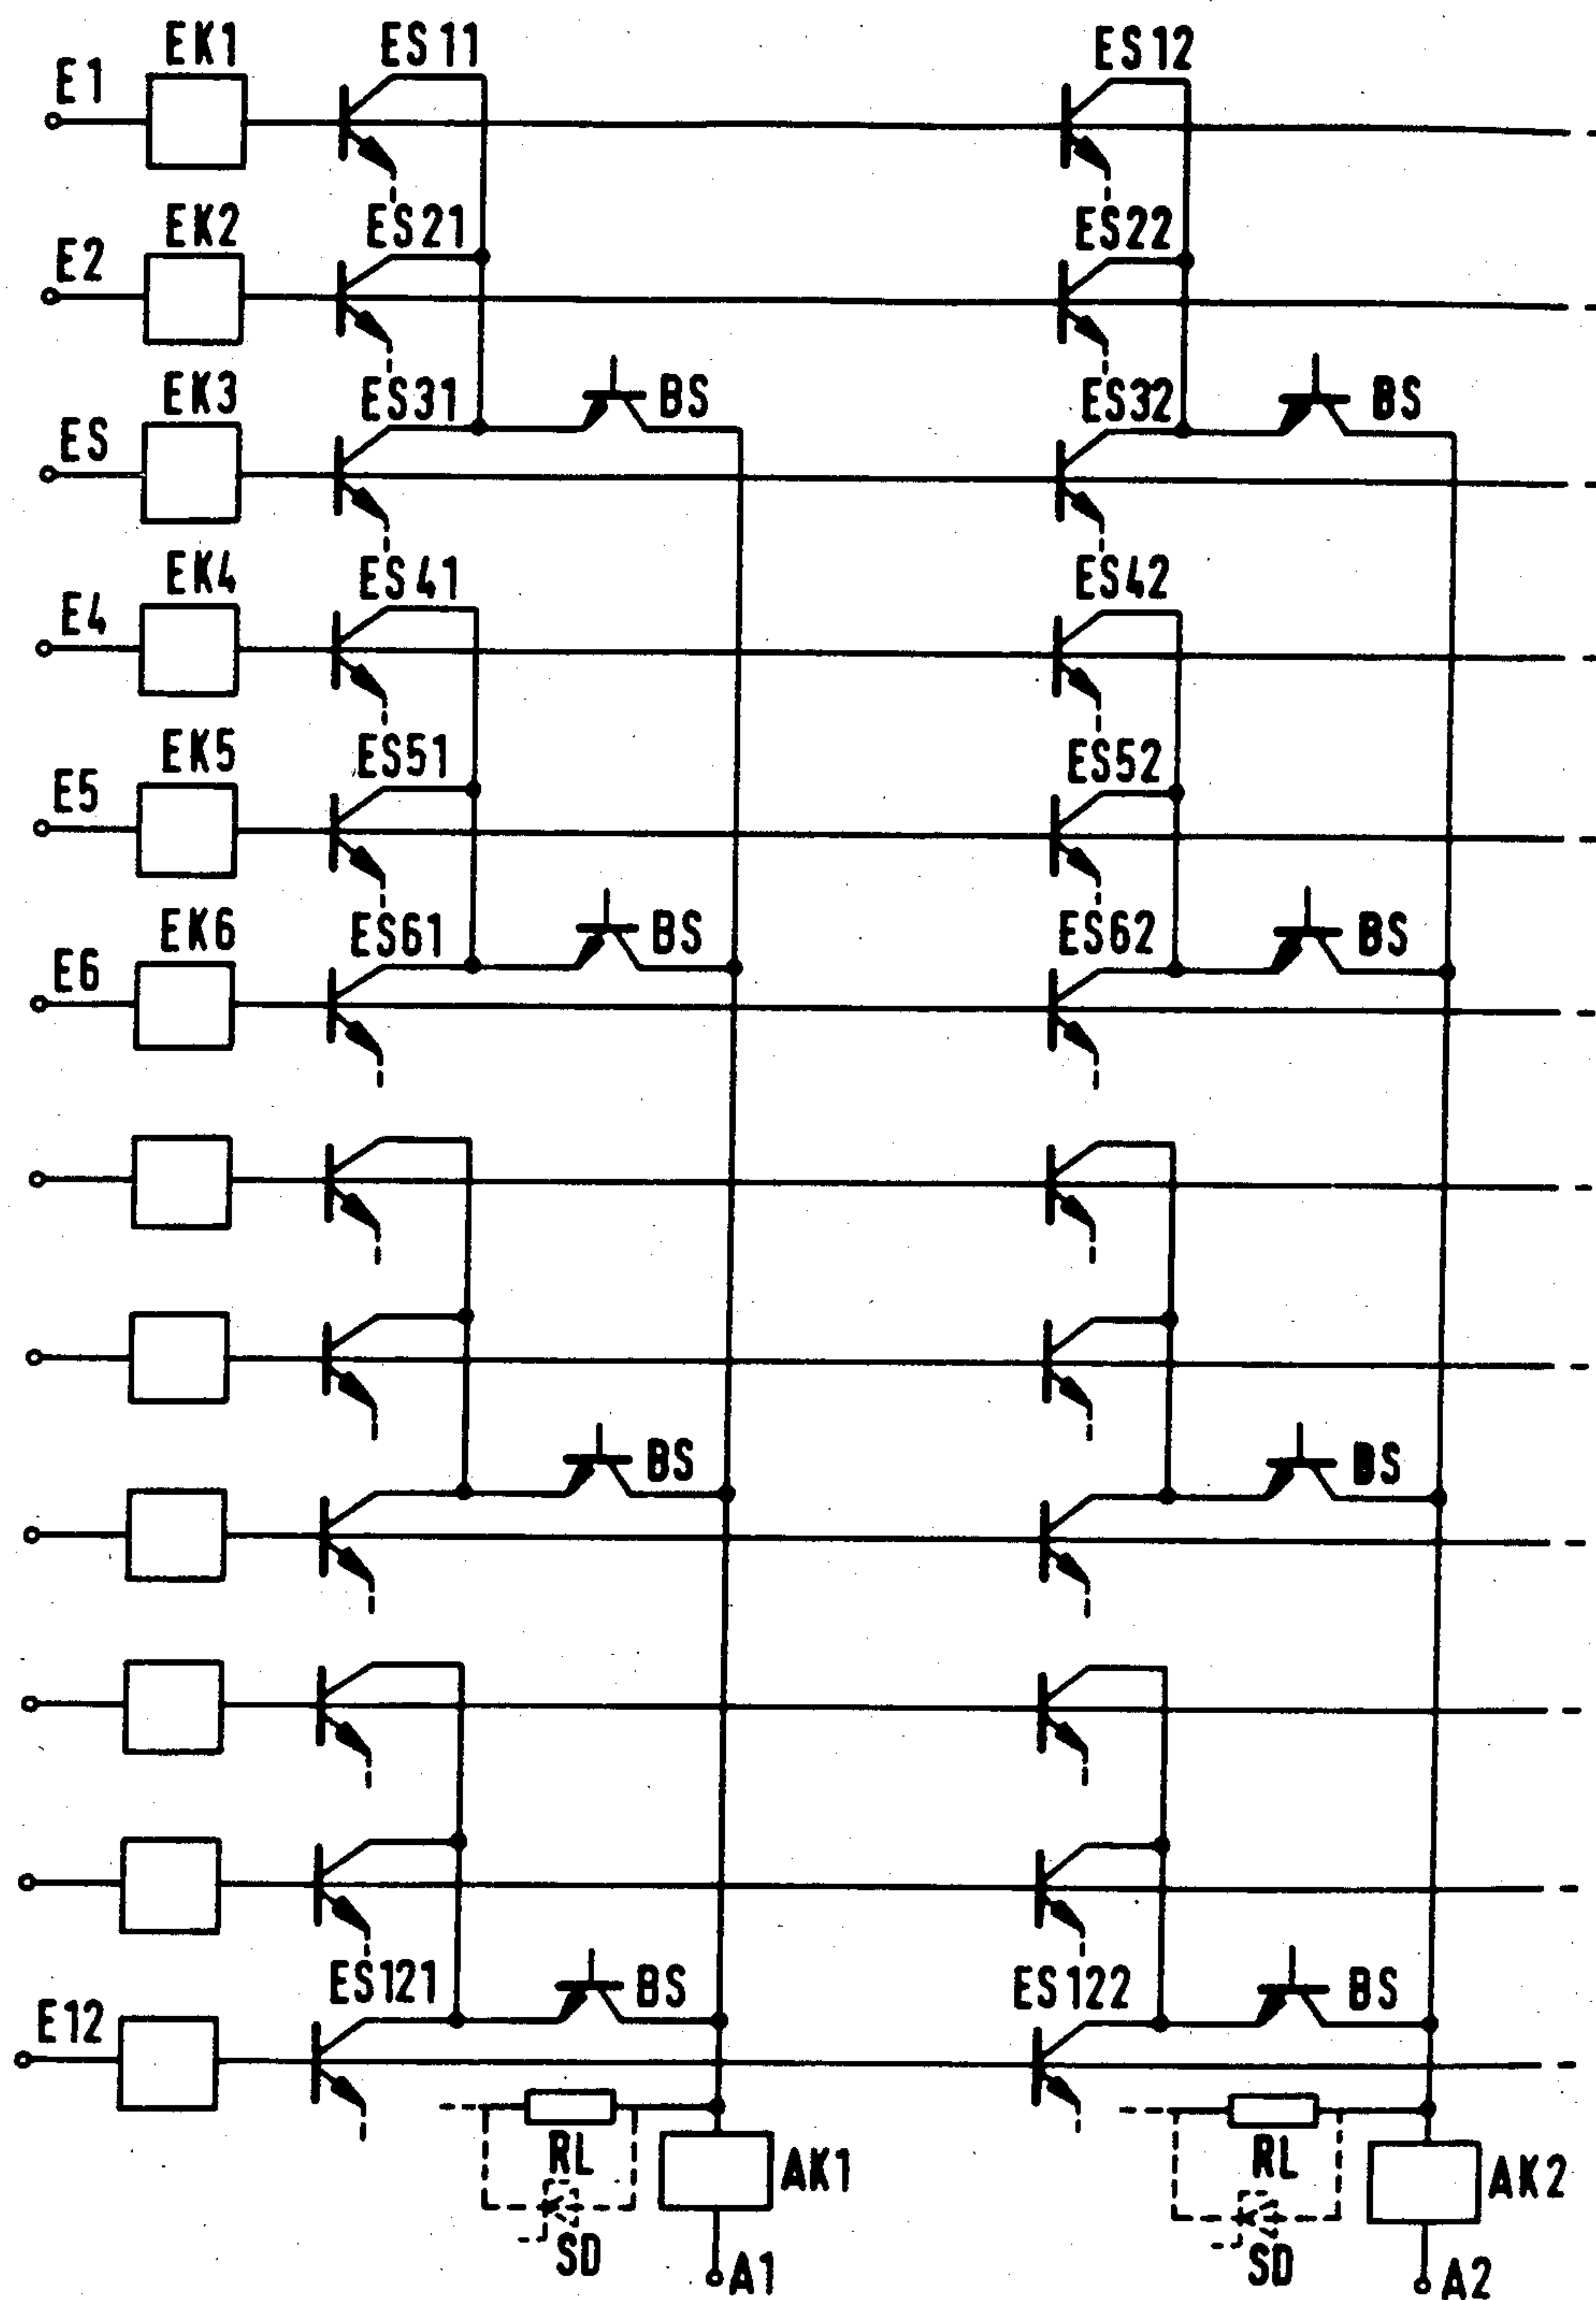 EK1 ES11 ES12
E1
EK2 ES21 ES22
E2
EK3 ES31 BS ES32 BS
ES
EK4 ES41 ES42
E4
EK5 ES51 ES52
E5
EK6 ES61 BS ES62 BS
E6
BS BS
ES121 BS ES122 BS
E12
RL AK1 RL AK2
SD A1 SD A2